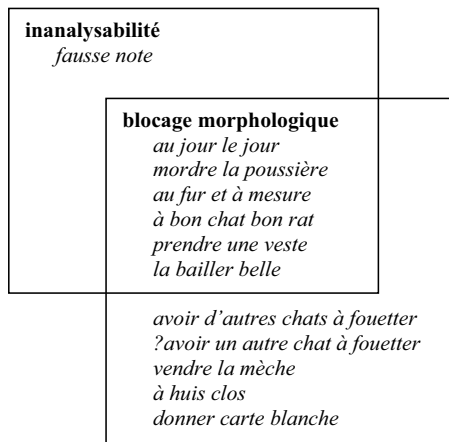 inanalysabilité
fausse note
blocage morphologique
au jour le jour
mordre la poussière
au fur et à mesure
à bon chat bon rat
prendre une veste
la bailler belle
avoir d’autres chats à fouetter
?avoir un autre chat à fouetter
vendre la mèche
à huis clos
donner carte blanche